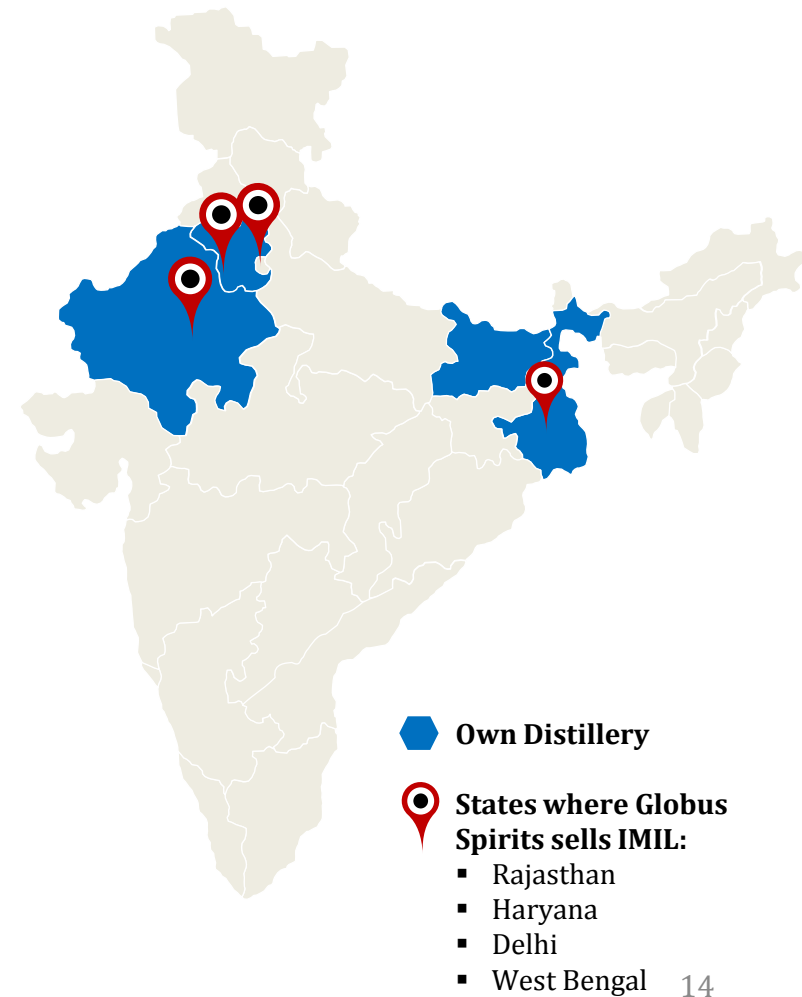 Own Distillery
States where Globus
Spirits sells IMIL:
▪ Rajasthan
▪ Haryana
▪ Delhi
▪ West Bengal
14